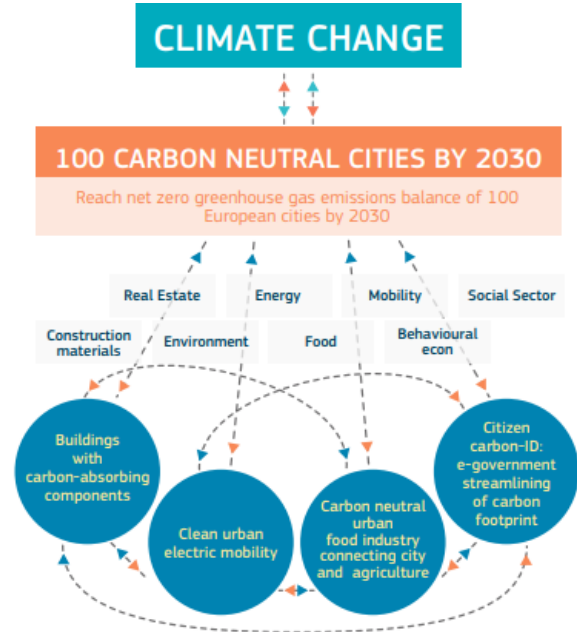 CLIMATE CHANGE
100 CARBON NEUTRAL CITIES BY 2030
Reach net zero greenhouse gas emissions balance of 100
European cities by 2030
Real Estate
Energy
Mobility
Social Sector
Construction
materials
Environment
Food
Behavioural
econ
Buildings
with
carbon-absorbing
components
Clean urban
electric mobility
Carbon neutral
urban
food industry
connecting city
and agriculture
Citizen
carbon-ID:
e-government
streamlining
of carbon
footprint